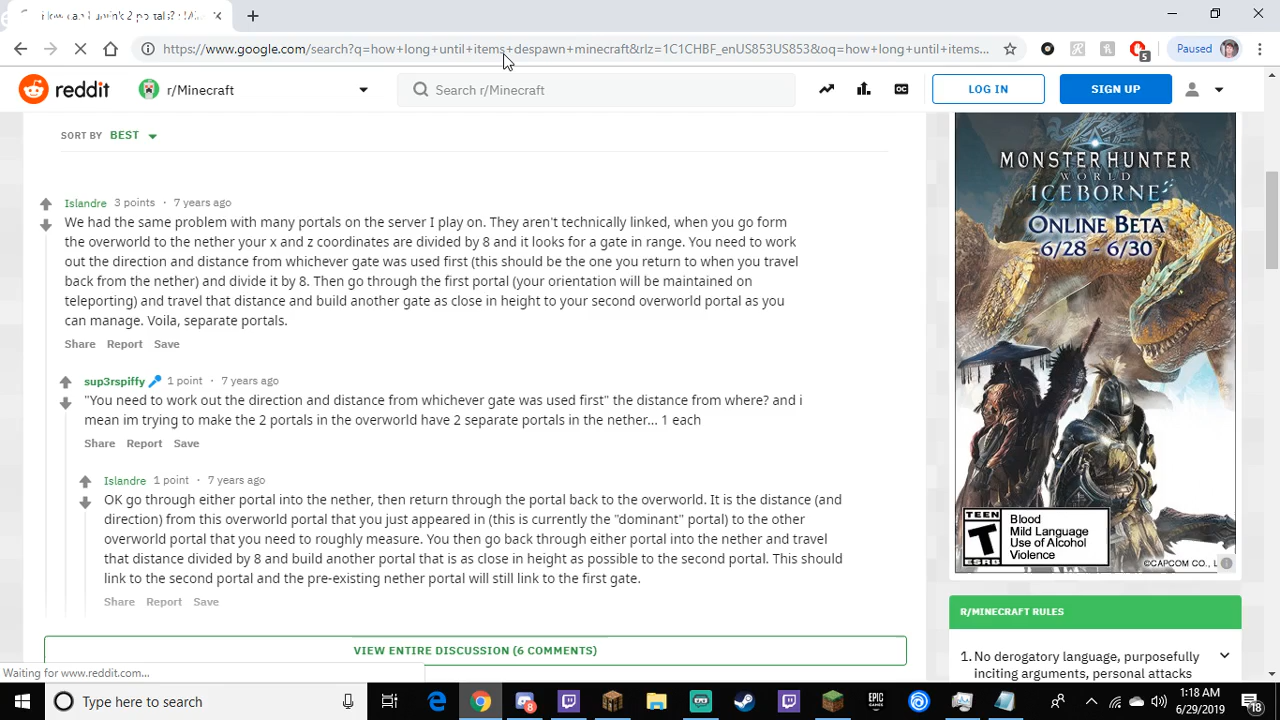 How can I unlink 2 portals? : M
https://www.google.com/search?q=how+long+until+items+despawn+minecraft&rlz=1C1CHBF_enUS853US853&oq=how+long+until+items...
5
Paused
reddit
r/Minecraft
Search r/Minecraft
LOG IN
SIGN UP
SORT BY BEST
Islandre 3 points · 7 years ago
We had the same problem with many portals on the server I play on. They aren't technically linked, when you go form
the overworld to the nether your x and z coordinates are divided by 8 and it looks for a gate in range. You need to work
out the direction and distance from whichever gate was used first (this should be the one you return to when you travel
back from the nether) and divide it by 8. Then go through the first portal (your orientation will be maintained on
teleporting) and travel that distance and build another gate as close in height to your second overworld portal as you
can manage. Voila, separate portals.
Share Report Save
sup3rspiffy 1 point · 7 years ago
"You need to work out the direction and distance from whichever gate was used first" the distance from where? and i
mean im trying to make the 2 portals in the overworld have 2 separate portals in the nether... 1 each
Share Report Save
Islandre 1 point · 7 years ago
OK go through either portal into the nether, then return through the portal back to the overworld. It is the distance (and
direction) from this overworld portal that you just appeared in (this is currently the "dominant" portal) to the other
overworld portal that you need to roughly measure. You then go back through either portal into the nether and travel
that distance divided by 8 and build another portal that is as close in height as possible to the second portal. This should
link to the second portal and the pre-existing nether portal will still link to the first gate.
Share Report Save
VIEW ENTIRE DISCUSSION (6 COMMENTS)
MONSTER HUNTER
WORLD
ICEBORNE
ONLINE BETA
6/28 - 6/30
TEEN
T
ESRB
Blood
Mild Language
Use of Alcohol
Violence
©CAPCOM CO., L
R/MINECRAFT RULES
1. No derogatory language, purposefully
inciting arguments, personal attacks
Waiting for www.reddit.com...
Type here to search
8
EPIC
GAMES
1:18 AM
6/29/2019
18